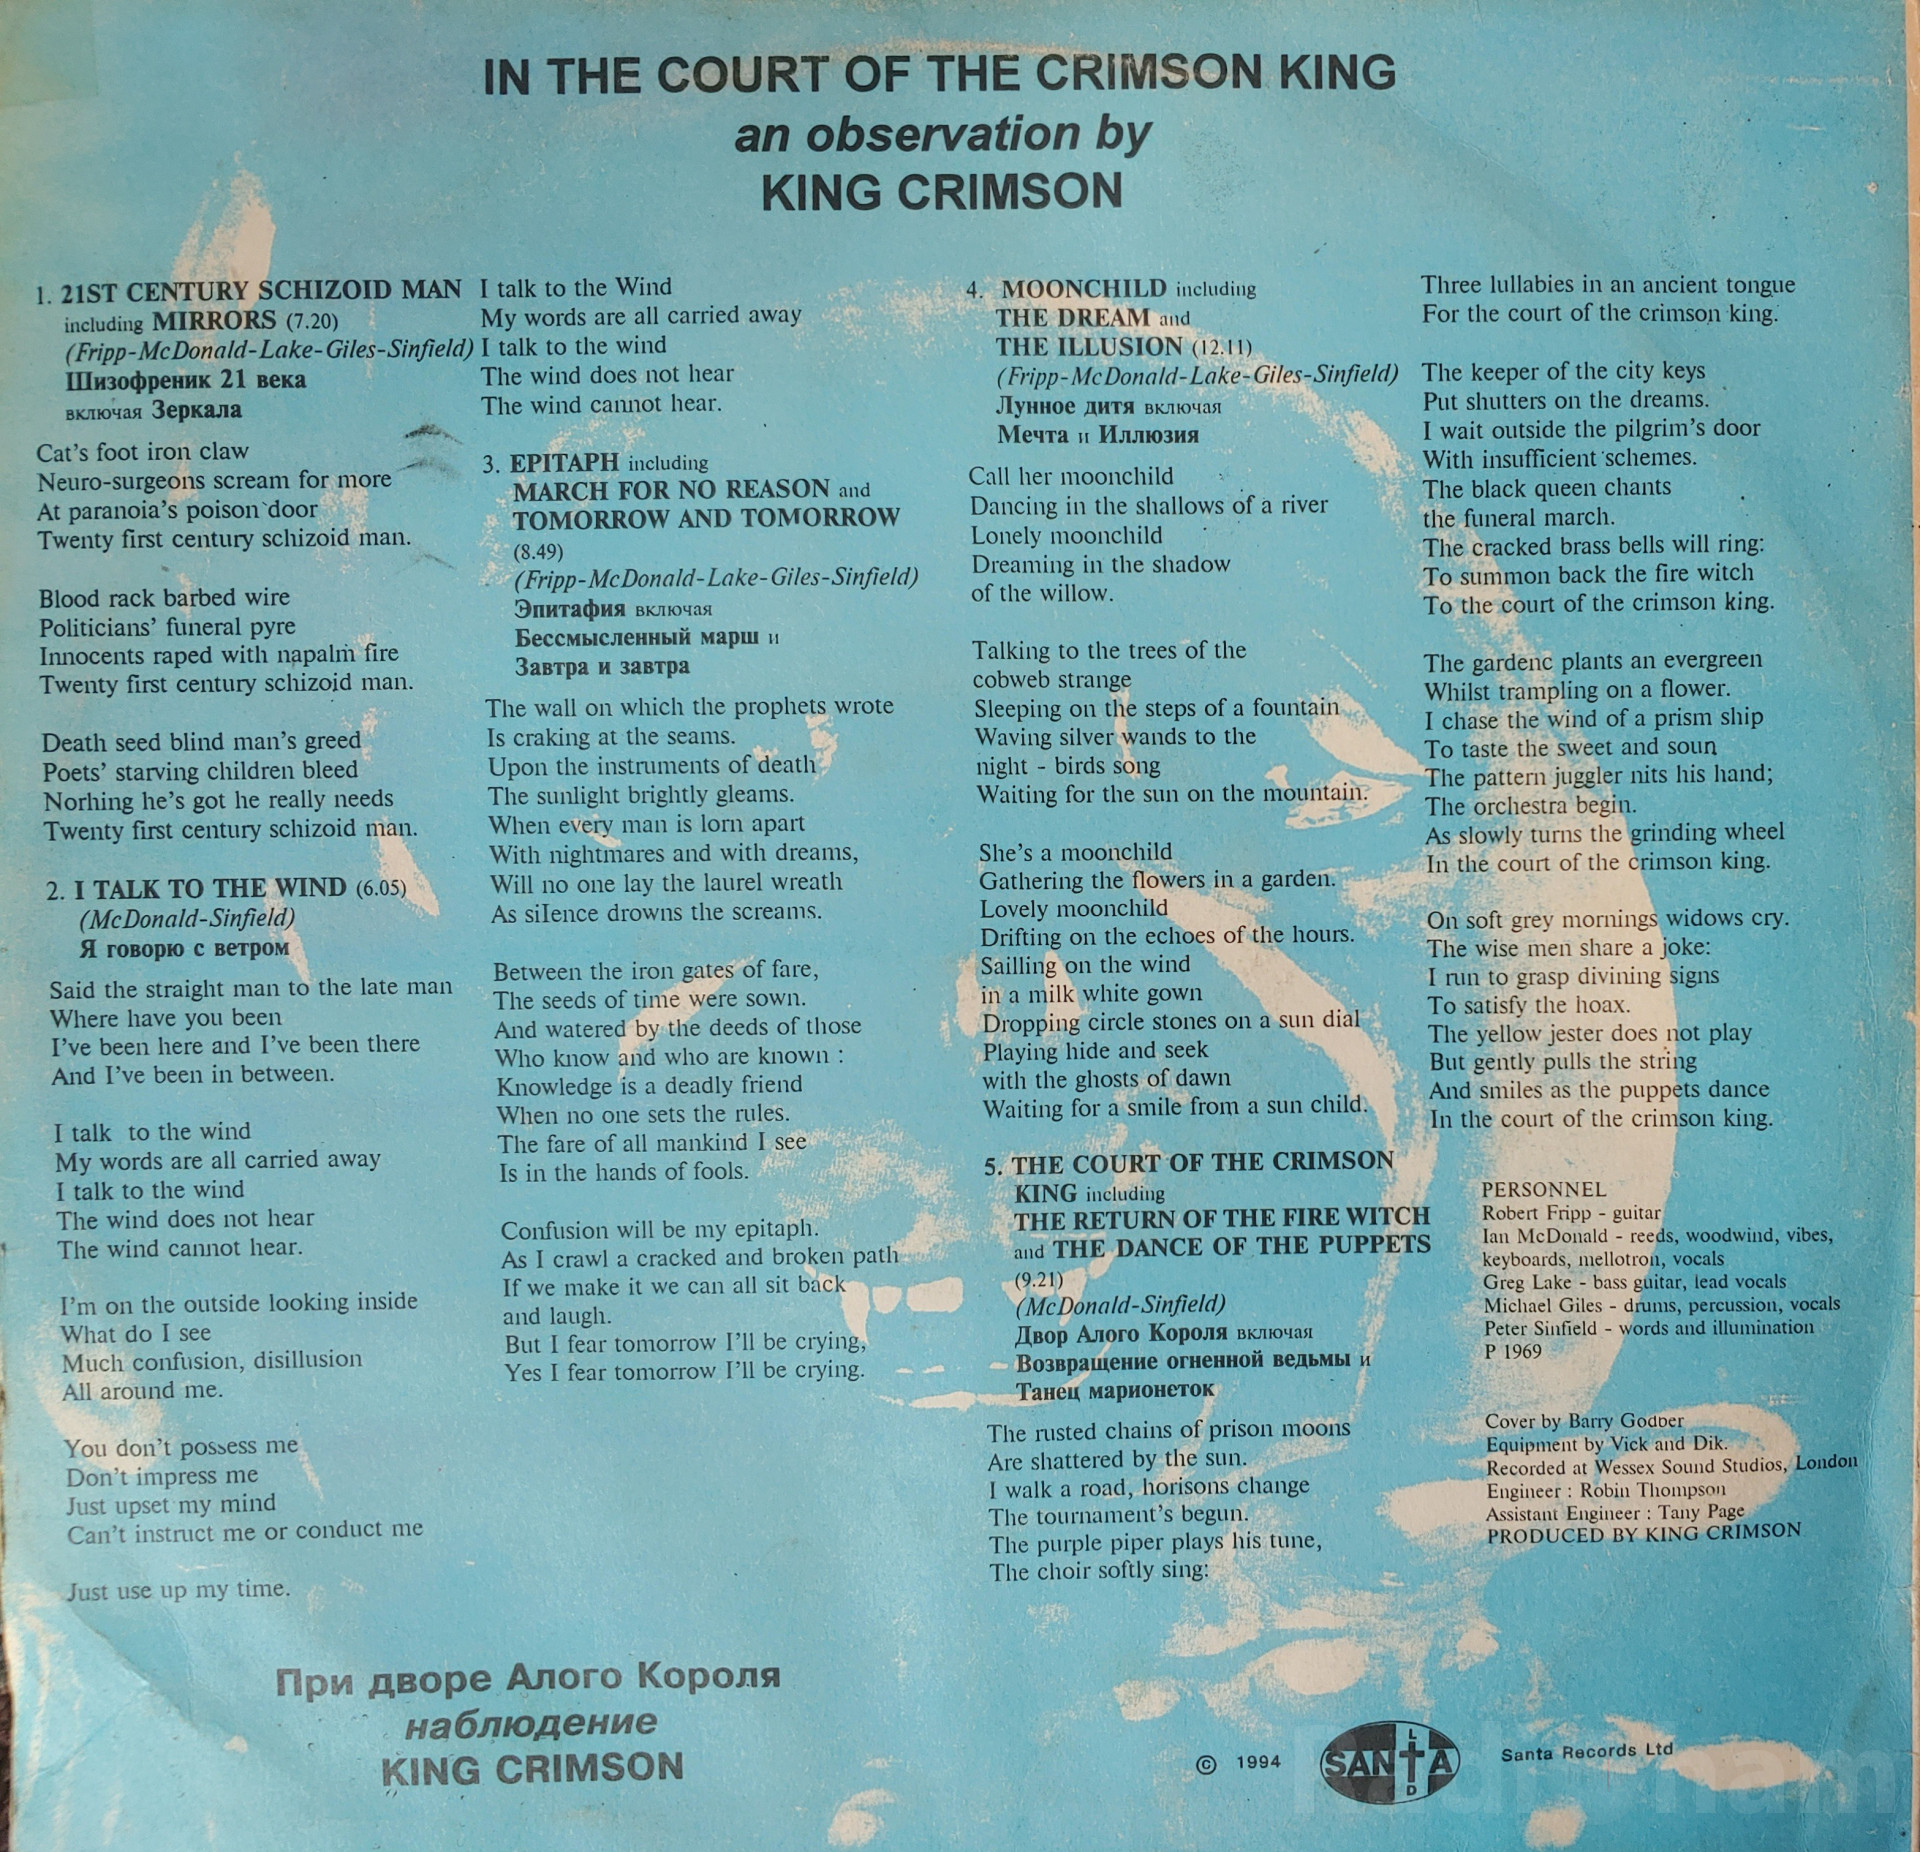 IN THE COURT OF THE CRIMSON KING
an observation by
KING CRIMSON
1. 21ST CENTURY SCHIZOID MAN
including MIRRORS (7.20)
(Fripp-McDonald-Lake-Giles-Sinfield)
Шизофреник 21 века
включая Зеркала
Cat's foot iron claw
Neuro-surgeons scream for more
At paranoia's poison door
Twenty first century schizoid man.
Blood rack barbed wire
Politicians' funeral pyre
Innocents raped with napalm fire
Twenty first century schizoid man.
Death seed blind man's greed
Poets' starving children bleed
Norhing he's got he really needs
Twenty first century schizoid man.
2. I TALK TO THE WIND (6.05)
(McDonald-Sinfield)
Я говорю с ветром
Said the straight man to the late man
Where have you been
I've been here and I've been there
And I've been in between.
I talk to the wind
My words are all carried away
I talk to the wind
The wind does not hear
The wind cannot hear.
I'm on the outside looking inside
What do I see
Much confusion, disillusion
All around me.
You don't possess me
Don't impress me
Just upset my mind
Can't instruct me or conduct me
Just use up my time.
I talk to the Wind
My words are all carried away
I talk to the wind
The wind does not hear
The wind cannot hear.
3. EPITAPH including
MARCH FOR NO REASON and
TOMORROW AND TOMORROW
(8.49)
(Fripp-McDonald-Lake-Giles-Sinfield)
Эпитафия включая
Бессмысленный марш и
Завтра и завтра
The wall on which the prophets wrote
Is craking at the seams.
Upon the instruments of death
The sunlight brightly gleams.
When every man is lorn apart
With nightmares and with dreams,
Will no one lay the laurel wreath
As silence drowns the screams.
Between the iron gates of fare,
The seeds of time were sown.
And watered by the deeds of those
Who know and who are known :
Knowledge is a deadly friend
When no one sets the rules.
The fare of all mankind I see
Is in the hands of fools.
Confusion will be my epitaph.
As I crawl a cracked and broken path
If we make it we can all sit back
and laugh.
But I fear tomorrow I'll be crying,
Yes I fear tomorrow I'll be crying.
4. MOONCHILD including
THE DREAM and
THE ILLUSION (12.11)
(Fripp-McDonald-Lake-Giles-Sinfield)
Лунное дитя включая
Мечта и Иллюзия
Call her moonchild
Dancing in the shallows of a river
Lonely moonchild
Dreaming in the shadow
of the willow.
Talking to the trees of the
cobweb strange
Sleeping on the steps of a fountain
Waving silver wands to the
night - birds song
Waiting for the sun on the mountain.
She's a moonchild
Gathering the flowers in a garden.
Lovely moonchild
Drifting on the echoes of the hours.
Sailling on the wind
in a milk white gown
Dropping circle stones on a sun dial
Playing hide and seek
with the ghosts of dawn
Waiting for a smile from a sun child.
5. THE COURT OF THE CRIMSON
KING including
THE RETURN OF THE FIRE WITCH
and THE DANCE OF THE PUPPETS
(9.21)
(McDonald-Sinfield)
Двор Алого Короля включая
Возвращение огненной ведьмы и
Танец марионеток
The rusted chains of prison moons
Are shattered by the sun.
I walk a road, horisons change
The tournament's begun.
The purple piper plays his tune,
The choir softly sing:
Three lullabies in an ancient tongue
For the court of the crimson king.
The keeper of the city keys
Put shutters on the dreams.
I wait outside the pilgrim's door
With insufficient schemes.
The black queen chants
the funeral march.
The cracked brass bells will ring:
To summon back the fire witch
To the court of the crimson king.
The gardenc plants an evergreen
Whilst trampling on a flower.
I chase the wind of a prism ship
To taste the sweet and soun
The pattern juggler nits his hand;
The orchestra begin.
As slowly turns the grinding wheel
In the court of the crimson king.
On soft grey mornings widows cry.
The wise men share a joke:
I run to grasp divining signs
To satisfy the hoax.
The yellow jester does not play
But gently pulls the string
And smiles as the puppets dance
In the court of the crimson king.
PERSONNEL
Robert Fripp - guitar
Ian McDonald - reeds, woodwind, vibes,
keyboards, mellotron, vocals
Greg Lake - bass guitar, lead vocals
Michael Giles - drums, percussion, vocals
Peter Sinfield - words and illumination
P 1969
Cover by Barry Godber
Equipment by Vick and Dik.
Recorded at Wessex Sound Studios, London
Engineer : Robin Thompson
Assistant Engineer : Tany Page
PRODUCED BY KING CRIMSON
При дворе Алого Короля
наблюдение
KING CRIMSON
© 1994
SANTA
LTD
Santa Records Ltd